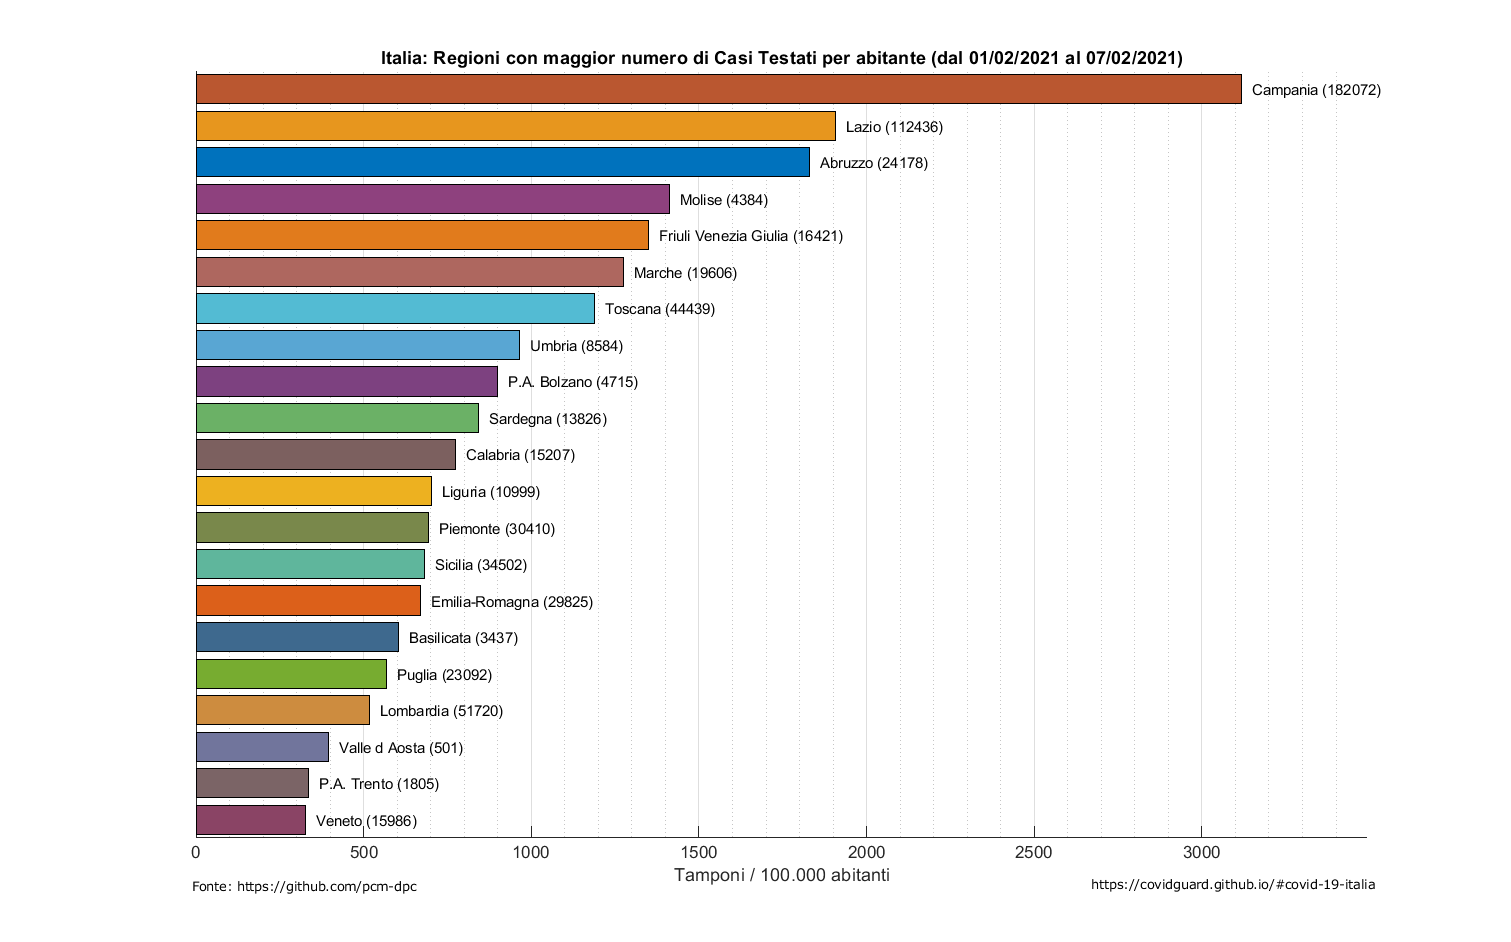 Italia: Regioni con maggior numero di Casi Testati per abitante (dal 01/02/2021 al 07/02/2021)
Campania (182072)
Lazio (112436)
Abruzzo (24178)
Molise (4384)
Friuli Venezia Giulia (16421)
Marche (19606)
Toscana (44439)
Umbria (8584)
P.A. Bolzano (4715)
Sardegna (13826)
Calabria (15207)
Liguria (10999)
Piemonte (30410)
Sicilia (34502)
Emilia-Romagna (29825)
Basilicata (3437)
Puglia (23092)
Lombardia (51720)
Valle d Aosta (501)
P.A. Trento (1805)
Veneto (15986)
0 500 1000 1500 2000 2500 3000
Tamponi / 100.000 abitanti
Fonte: https://github.com/pcm-dpc
https://covidguard.github.io/#covid-19-italia